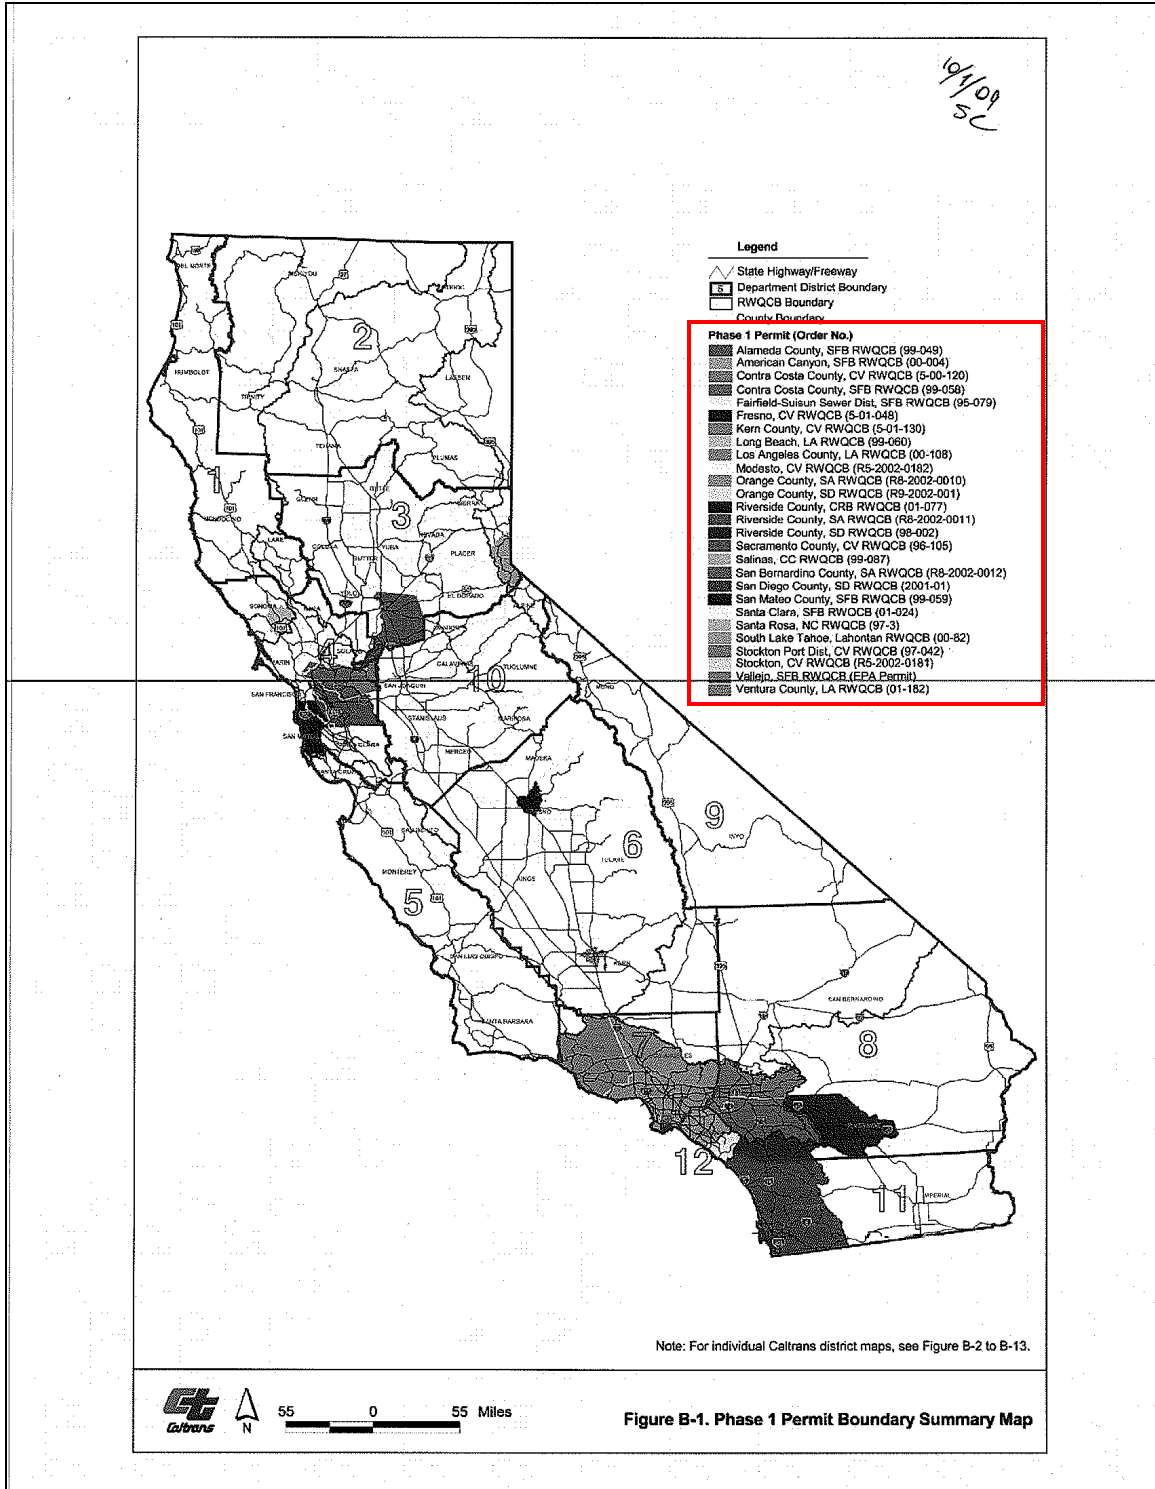 10/1/09
SC
Legend
State Highway/Freeway
6 Department District Boundary
RWQCB Boundary
County Boundary
Phase 1 Permit (Order No.)
Alameda County, SFB RWQCB (99-049)
American Canyon, SFB RWQCB (00-004)
Contra Costa County, CV RWQCB (5-00-120)
Contra Costa County, SFB RWQCB (99-058)
Fairfield-Suisun Sewer Dist, SFB RWQCB (95-079)
Fresno, CV RWQCB (5-01-048)
Kern County, CV RWQCB (5-01-130)
Long Beach, LA RWQCB (99-060)
Los Angeles County, LA RWQCB (00-108)
Modesto, CV RWQCB (R5-2002-0182)
Orange County, SA RWQCB (R8-2002-0010)
Orange County, SD RWQCB (R9-2002-001)
Riverside County, CRB RWQCB (01-077)
Riverside County, SA RWQCB (R8-2002-0011)
Riverside County, SD RWQCB (98-002)
Sacramento County, CV RWQCB (96-105)
Salinas, CC RWQCB (99-087)
San Bernardino County, SA RWQCB (R8-2002-0012)
San Diego County, SD RWQCB (2001-01)
San Mateo County, SFB RWQCB (99-059)
Santa Clara, SFB RWQCB (01-024)
Santa Rosa, NC RWQCB (97-3)
South Lake Tahoe, Lahontan RWQCB (00-82)
Stockton Port Dist, CV RWQCB (97-042)
Stockton, CV RWQCB (R5-2002-0181)
Vallejo, SFB RWQCB (EPA Permit)
Ventura County, LA RWQCB (01-182)
DEL NORTE
97
101
2
HUMBOLDT
SHASTA
LASSEN
TRINITY
TEHAMA
PLUMAS
1
3
MENDOCINO
LAKE
COLUSA
YUBA
NEVADA
PLACER
SUTTER
YOLO
EL DORADO
ALPINE
SONOMA
4
MARIN
CALAVERAS
TUOLUMNE
10
MONO
SAN FRANCISCO
SAN JOAQUIN
STANISLAUS
MARIPOSA
MERCED
MADERA
9
INYO
6
TULARE
KINGS
MONTEREY
101
5
SAN LUIS OBISPO
KERN
395
SAN BERNARDINO
SANTA BARBARA
7
8
12
11
IMPERIAL
Note: For individual Caltrans district maps, see Figure B-2 to B-13.
Caltrans
N
55 0 55 Miles
Figure B-1. Phase 1 Permit Boundary Summary Map